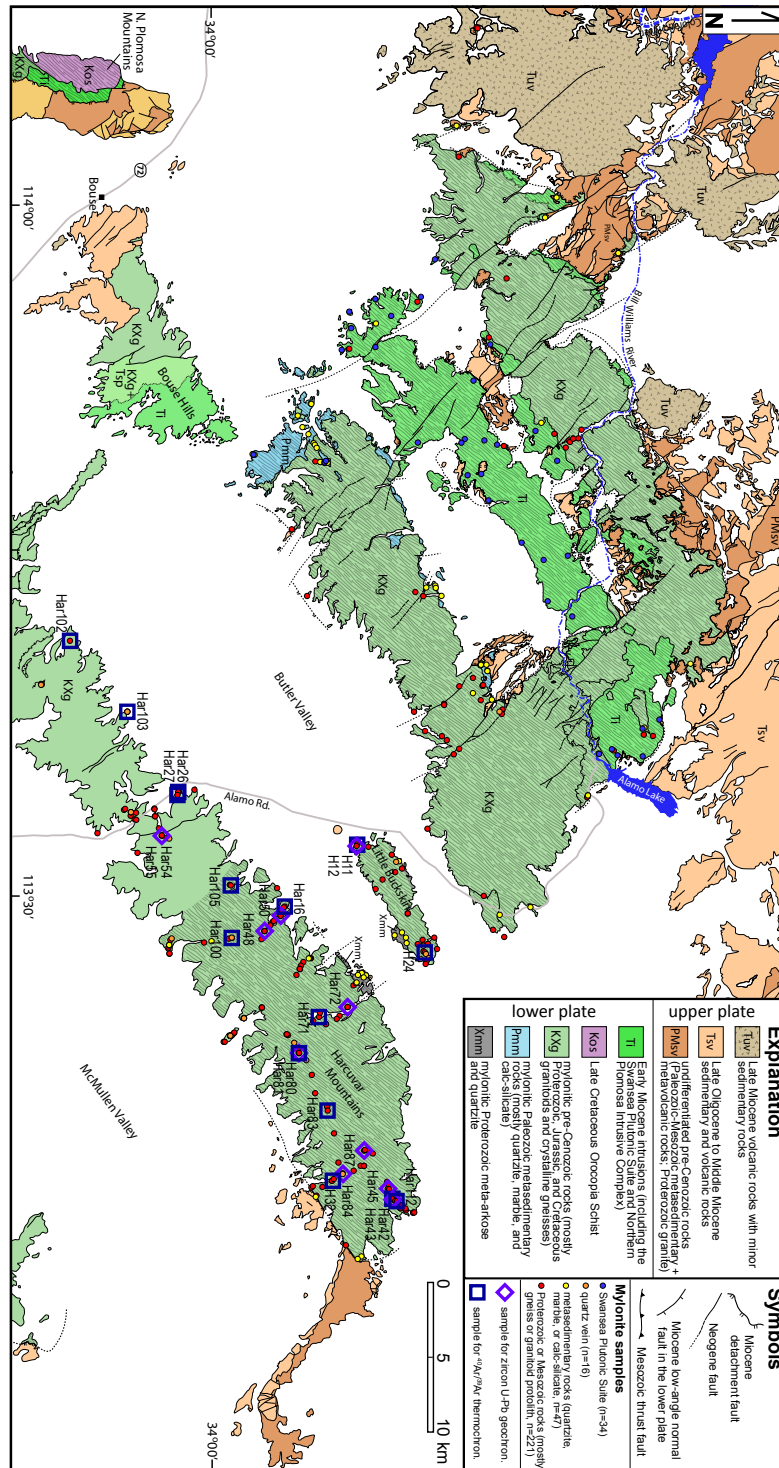 N
Tuv
Tuv
Tuv
PMsv
PMsv
Tsv
Bill Williams River
KXg
Ti
Ti
Alamo Lake
34°00'
N. Plomosa
Mountains
Kos
Ti
KXg
72
Bouse
114°00'
KXg
KXg
Tsp
Bouse Hills
Ti
Pmm
KXg
KXg
Butler Valley
Har102
KXg
Har103
Har26
Har27
Alamo Rd.
Har54
Har55
Har105
113°30'
H11
H12
Little Buckskin
Xmm
H24
Har16
Har50
Har48
Har100
Xmm
Har72
Har71
Harcuvar
Mountains
Har80
Har81
Har83
Har87
Har84
Har45
Har42
Har43
McMullen Valley
34°00'
0 5 10 km
Explanation
upper plate
Tuv
Late Miocene volcanic rocks with minor
sedimentary rocks
Tsv
Late Oligocene to Middle Miocene
sedimentary and volcanic rocks
PMsv
undifferentiated pre-Cenozoic rocks
(Paleozoic-Mesozoic metasedimentary +
metavolcanic rocks; Proterozoic granite)
lower plate
Ti
Early Miocene intrusions (including the
Swansea Plutonic Suite and Northern
Plomosa Intrusive Complex)
Kos
Late Cretaceous Orocopia Schist
KXg
mylonitic pre-Cenozoic rocks (mostly
Proterozoic, Jurassic, and Cretaceous
granitoids and crystalline gneisses)
Pmm
mylonitic Paleozoic metasedimentary
rocks (mostly quartzite, marble, and
calc-silicate)
Xmm
mylonitic Proterozoic meta-arkose
and quartzite
Symbols
Miocene
detachment fault
Neogene fault
Miocene low-angle normal
fault in the lower plate
Mesozoic thrust fault
Mylonite samples
Swansea Plutonic Suite (n=34)
quartz vein (n=16)
metasedimentary rocks (quartzite,
marble, or calc-silicate, n=47)
Proterozoic or Mesozoic rocks (mostly
gneiss or granitoid protolith, n=221)
sample for zircon U-Pb geochron.
sample for ⁴⁰Ar/³⁹Ar thermochron.